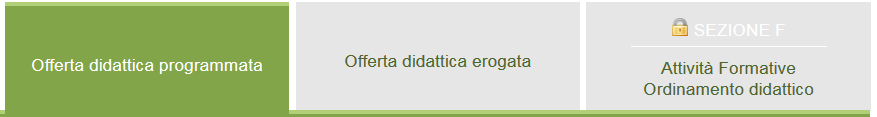 Offerta didattica programmata
Offerta didattica erogata
SEZIONE F
Attività Formative
Ordinamento didattico